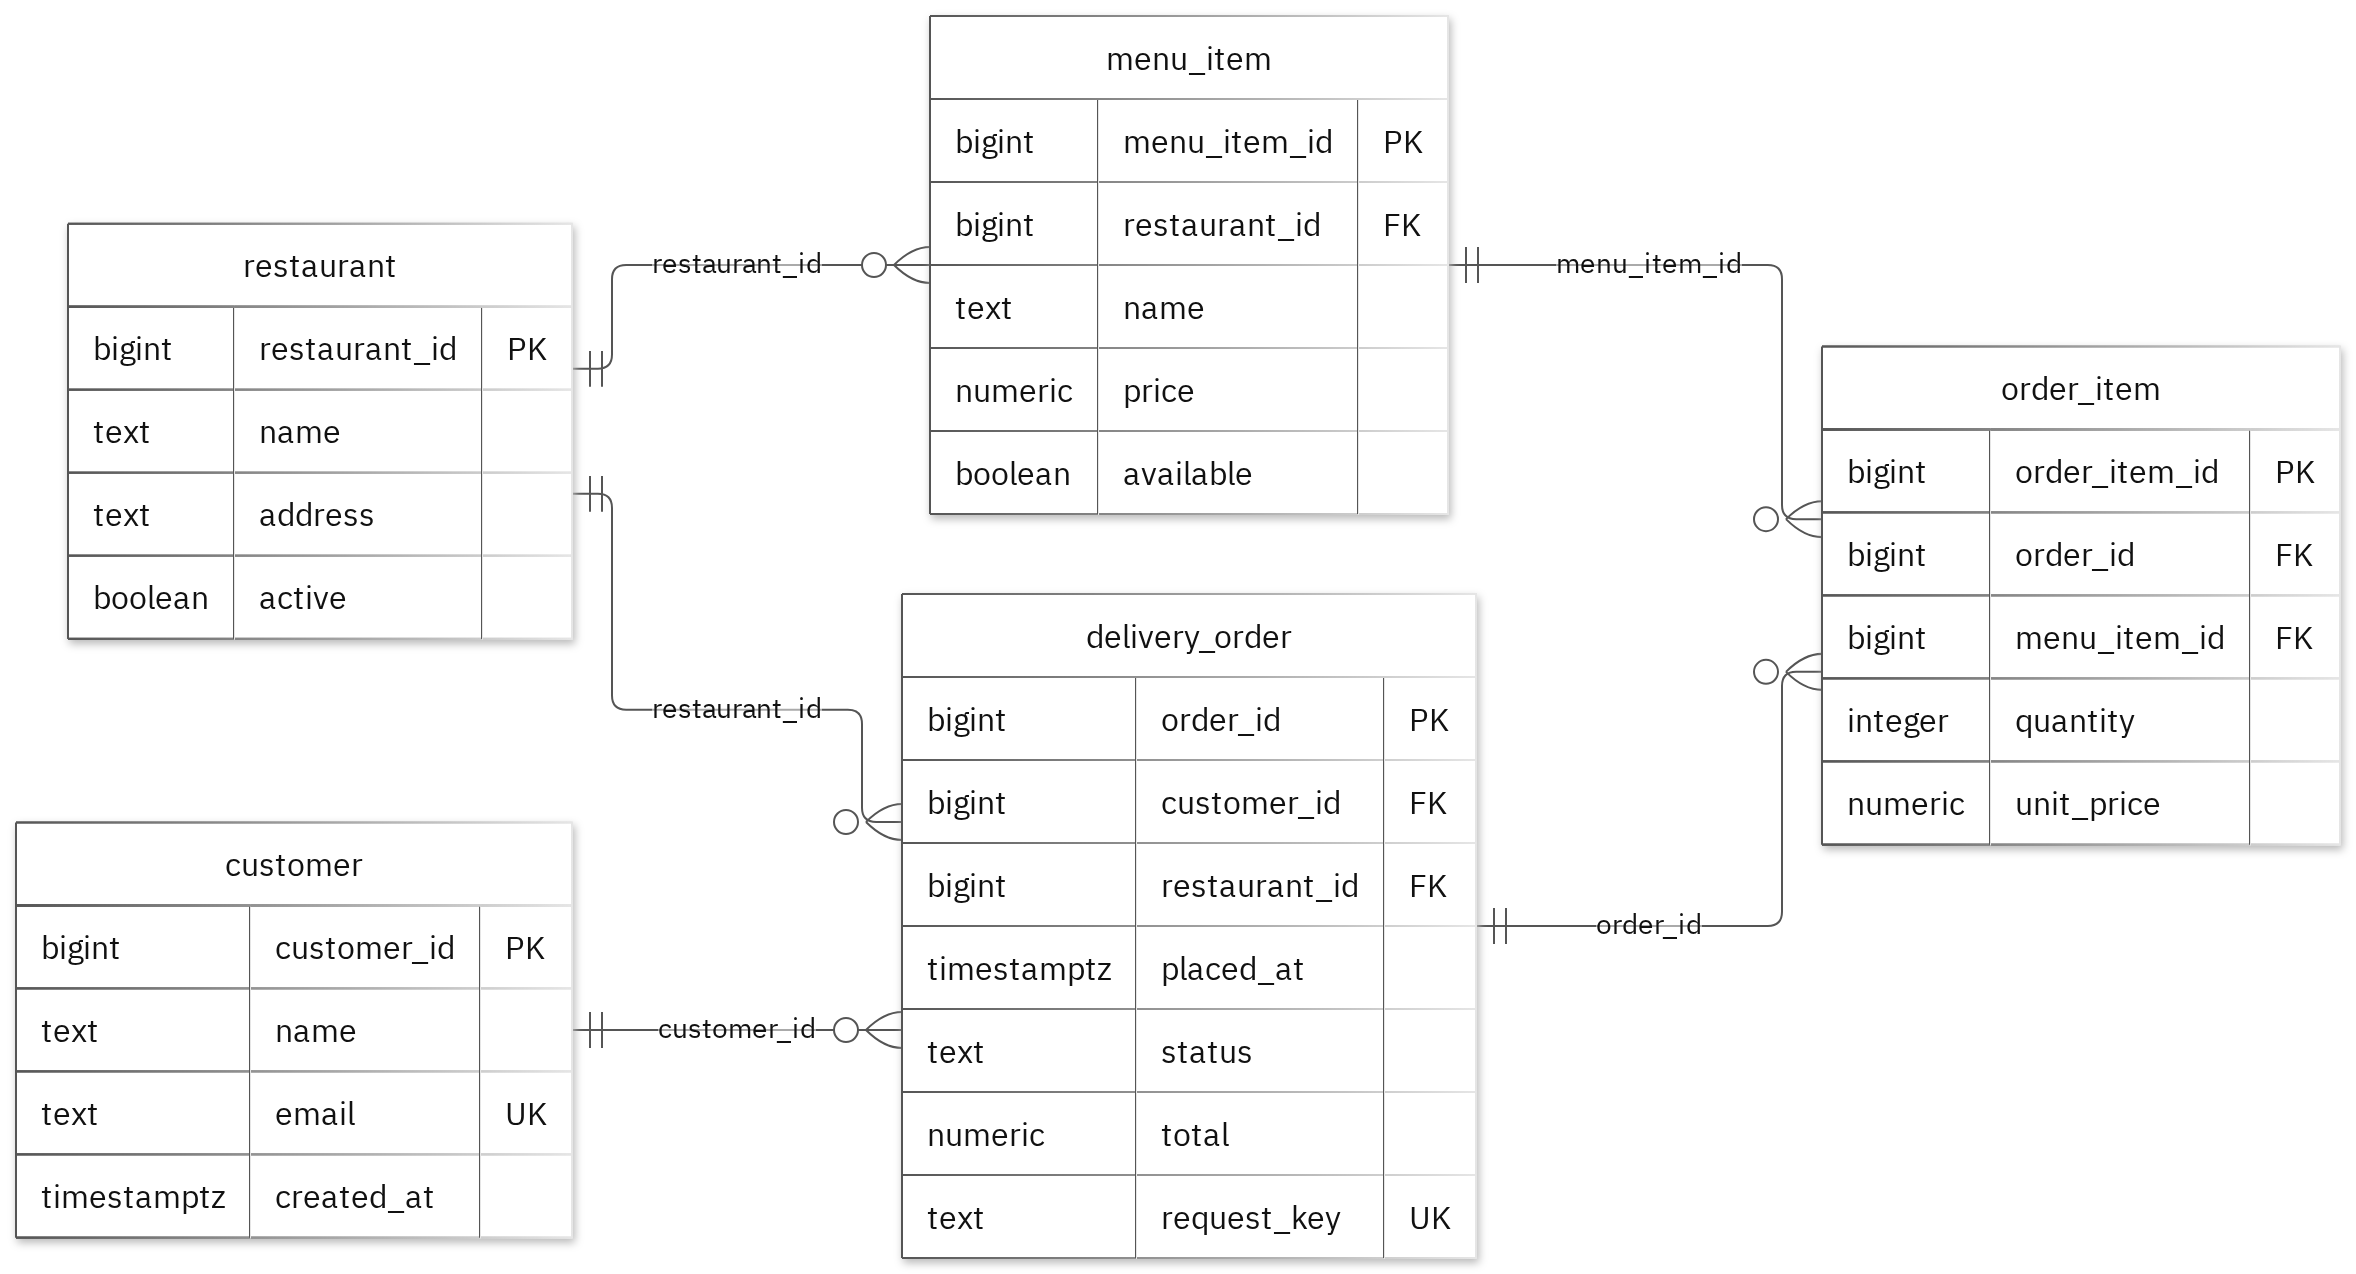 menu_item
bigint menu_item_id PK
bigint restaurant_id FK
text name
numeric price
boolean available
restaurant
bigint restaurant_id PK
text name
text address
boolean active
restaurant_id
menu_item_id
order_item
bigint order_item_id PK
bigint order_id FK
bigint menu_item_id FK
integer quantity
numeric unit_price
delivery_order
bigint order_id PK
bigint customer_id FK
bigint restaurant_id FK
timestamptz placed_at
text status
numeric total
text request_key UK
restaurant_id
customer
bigint customer_id PK
text name
text email UK
timestamptz created_at
customer_id
order_id